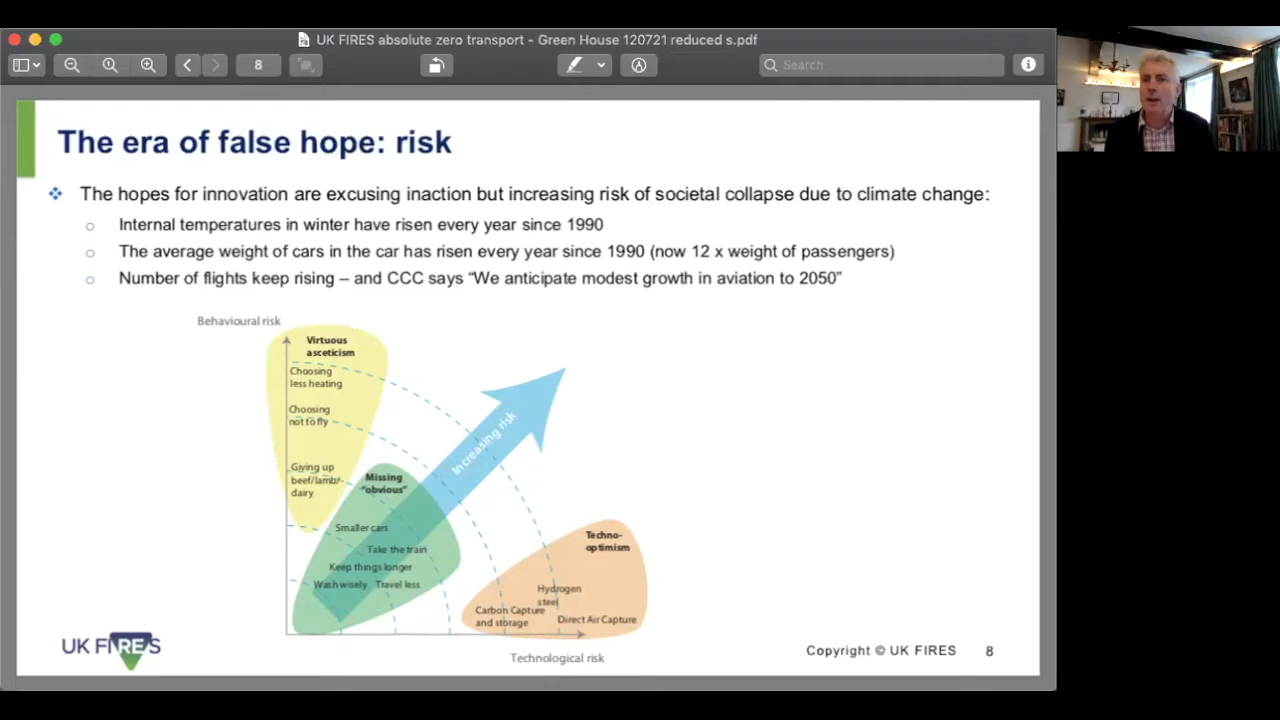 UK FIRES absolute zero transport - Green House 120721 reduced s.pdf
8
Search
The era of false hope: risk
The hopes for innovation are excusing inaction but increasing risk of societal collapse due to climate change:
Internal temperatures in winter have risen every year since 1990
The average weight of cars in the car has risen every year since 1990 (now 12 x weight of passengers)
Number of flights keep rising – and CCC says “We anticipate modest growth in aviation to 2050”
Behavioural risk
Virtuous
asceticism
Choosing
less heating
Choosing
not to fly
Giving up
beef/lamb/
dairy
Missing
“obvious”
Smaller cars
Take the train
Keep things longer
Wash wisely Travel less
Increasing risk
Techno-
optimism
Hydrogen
steel
Carbon Capture
and storage
Direct Air Capture
Technological risk
UK FIRES
Copyright © UK FIRES 8